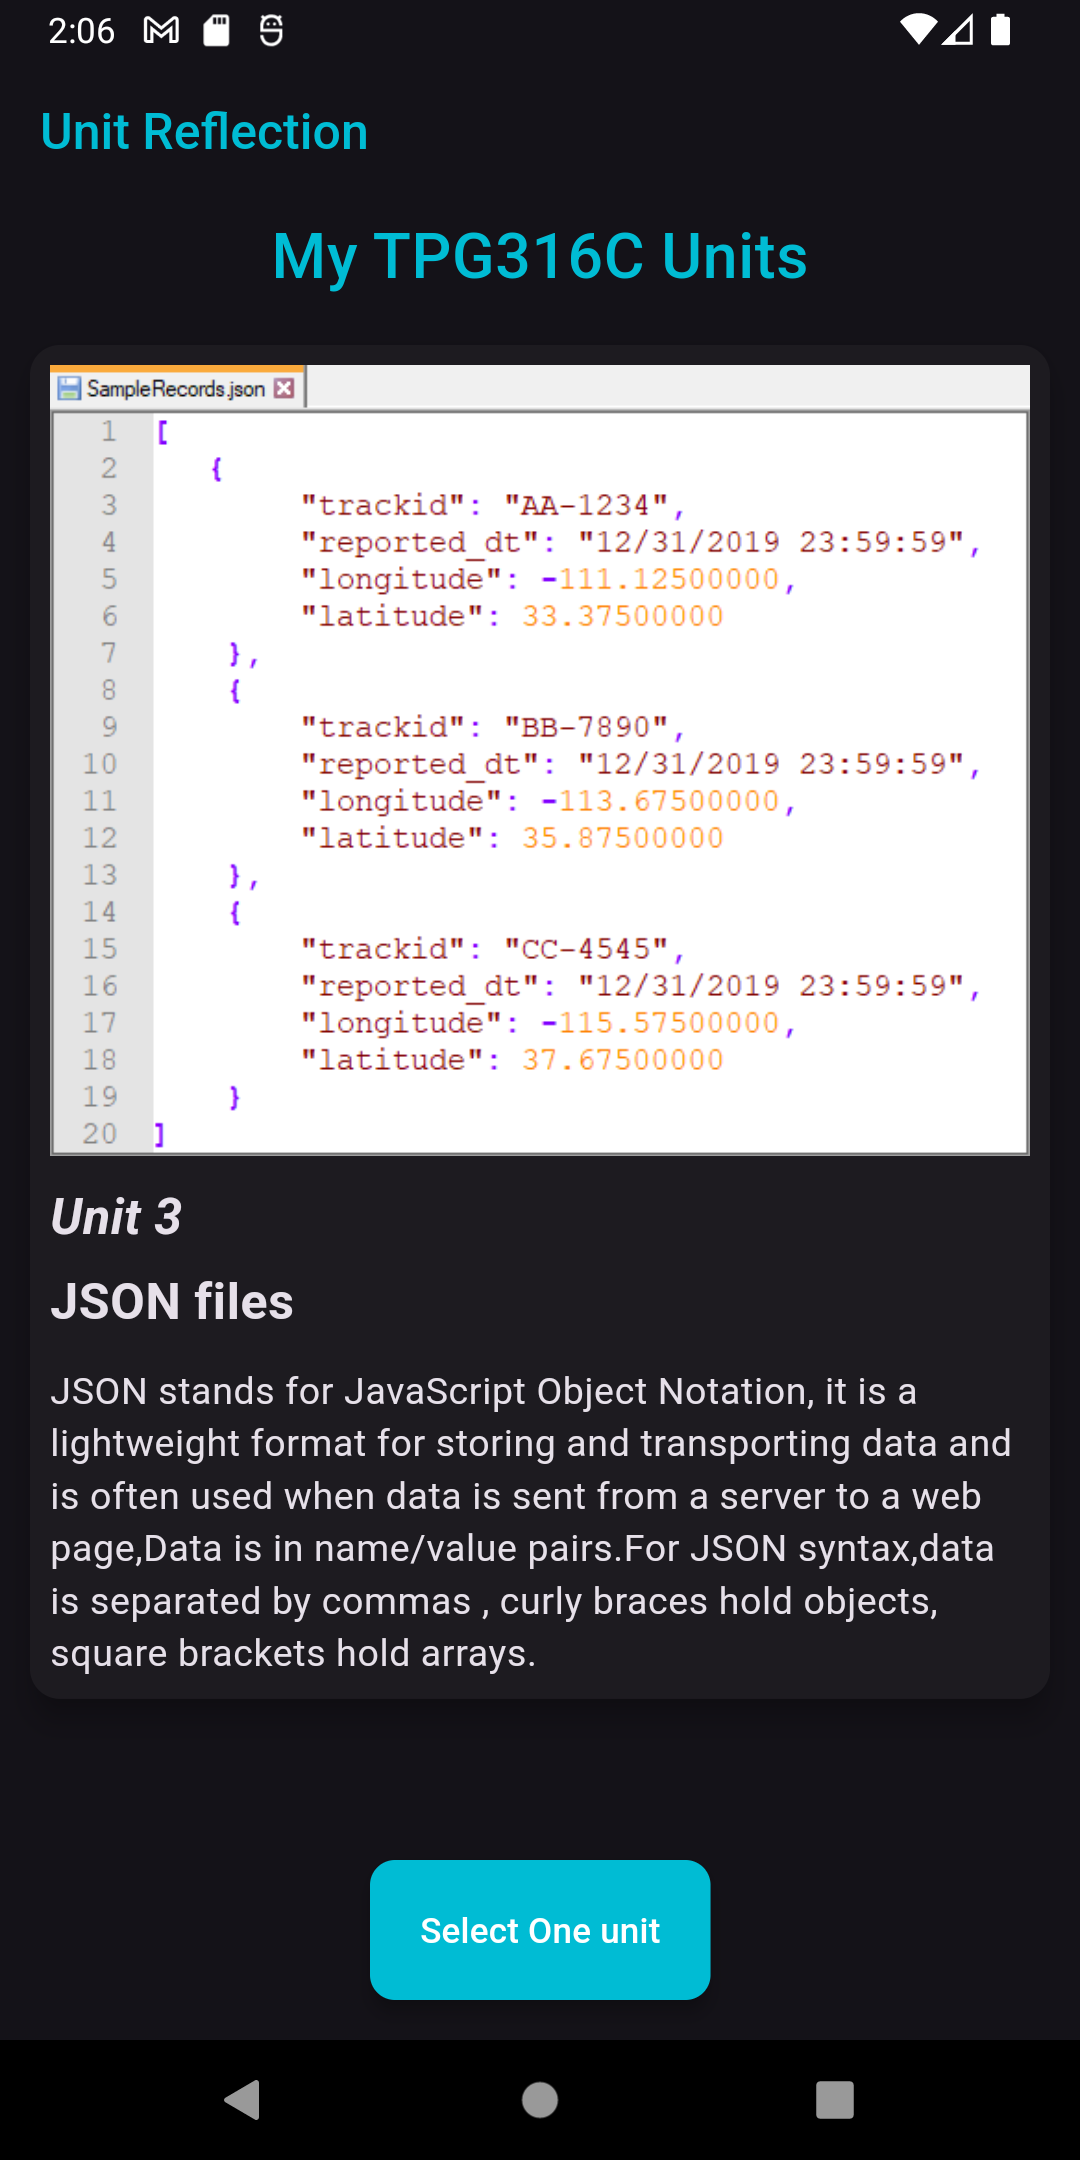 2:06
Unit Reflection
My TPG316C Units
SampleRecords.json
1 [
2 {
3 "trackid": "AA-1234",
4 "reported_dt": "12/31/2019 23:59:59",
5 "longitude": -111.12500000,
6 "latitude": 33.37500000
7 },
8 {
9 "trackid": "BB-7890",
10 "reported_dt": "12/31/2019 23:59:59",
11 "longitude": -113.67500000,
12 "latitude": 35.87500000
13 },
14 {
15 "trackid": "CC-4545",
16 "reported_dt": "12/31/2019 23:59:59",
17 "longitude": -115.57500000,
18 "latitude": 37.67500000
19 }
20 ]
Unit 3
JSON files
JSON stands for JavaScript Object Notation, it is a
lightweight format for storing and transporting data and
is often used when data is sent from a server to a web
page,Data is in name/value pairs.For JSON syntax,data
is separated by commas , curly braces hold objects,
square brackets hold arrays.
Select One unit